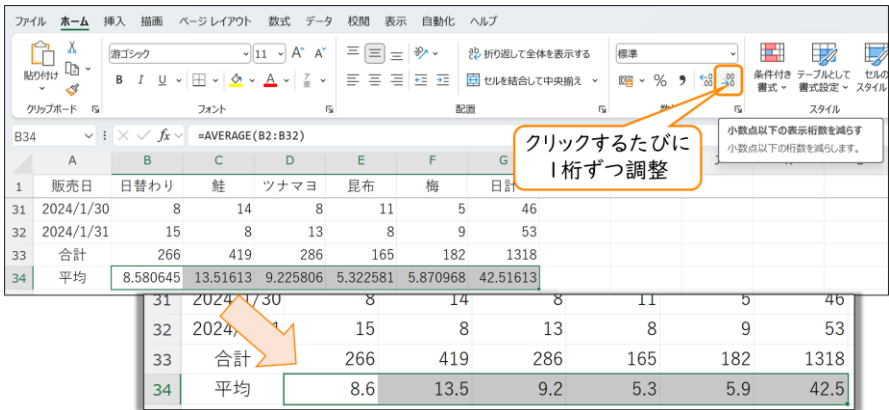 ファイル ホーム 挿入 描画 ページ レイアウト 数式 データ 校閲 表示 自動化 ヘルプ
貼り付け
游ゴシック 11 A^ A˅
B I U A
ab 折り返して全体を表示する
セルを結合して中央揃え
標準
% 9
条件付き 書式
テーブルとして 書式設定
セルの スタイル
クリップボード フォント 配置 スタイル
B34 fx =AVERAGE(B2:B32)
クリックするたびに
1桁ずつ調整
小数点以下の表示桁数を減らす
小数点以下の桁数を減らします。
A B C D E F G
1 販売日 日替わり 鮭 ツナマヨ 昆布 梅 日計
31 2024/1/30 8 14 8 11 5 46
32 2024/1/31 15 8 13 8 9 53
33 合計 266 419 286 165 182 1318
34 平均 8.580645 13.51613 9.225806 5.322581 5.870968 42.51613
31 2024/1/30 8 14 8 11 5 46
32 2024/ 15 8 13 8 9 53
33 合計 266 419 286 165 182 1318
34 平均 8.6 13.5 9.2 5.3 5.9 42.5